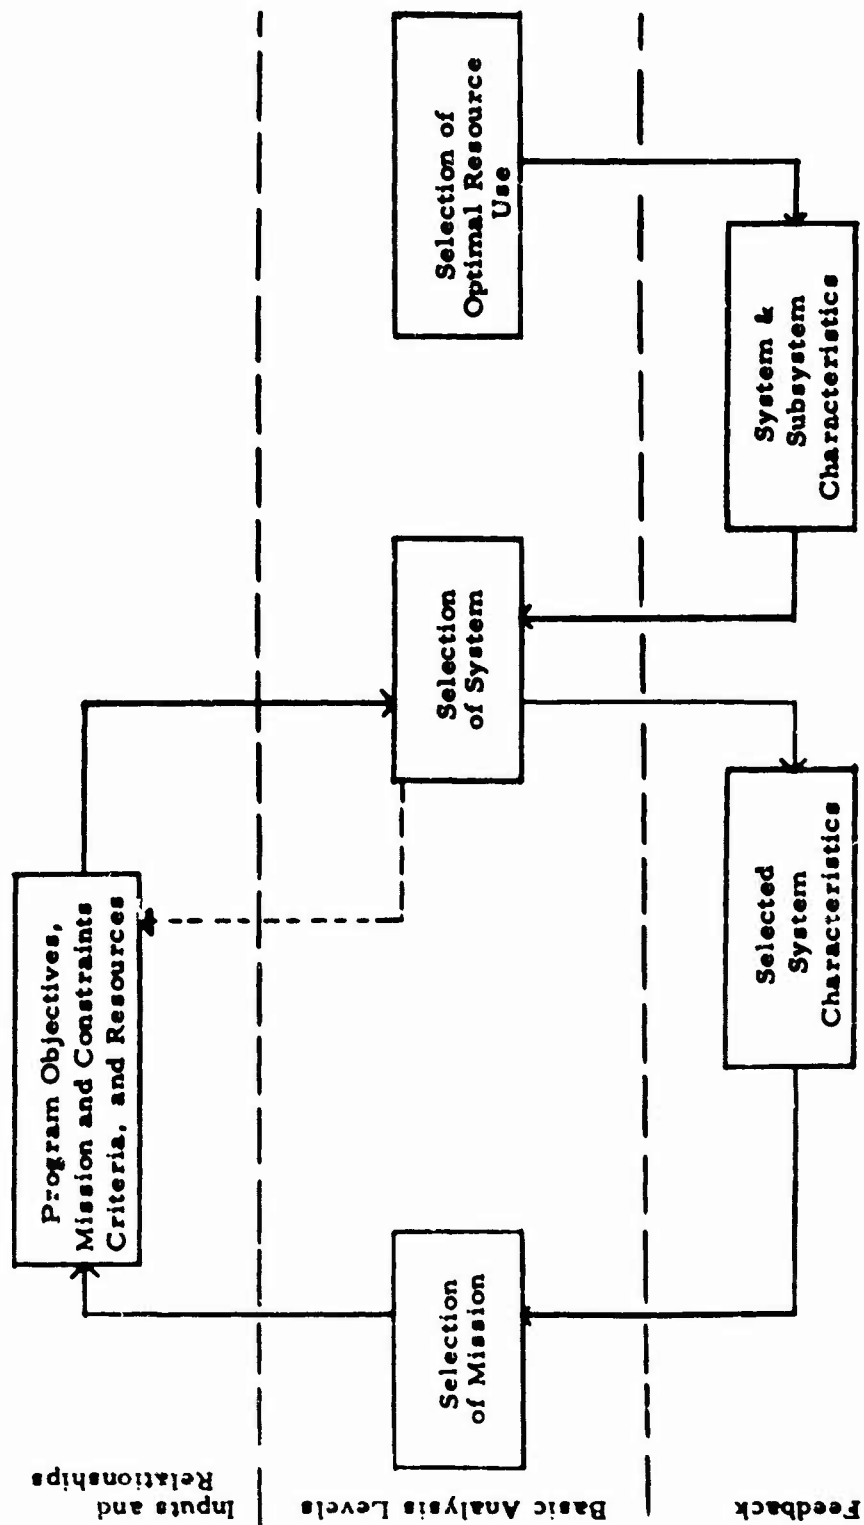 Inputs and
Relationships
Program Objectives,
Mission and Constraints
Criteria, and Resources
Basic Analysis Levels
Selection
of Mission
Selection
of System
Selection of
Optimal Resource
Use
Feedback
Selected
System
Characteristics
System &
Subsystem
Characteristics